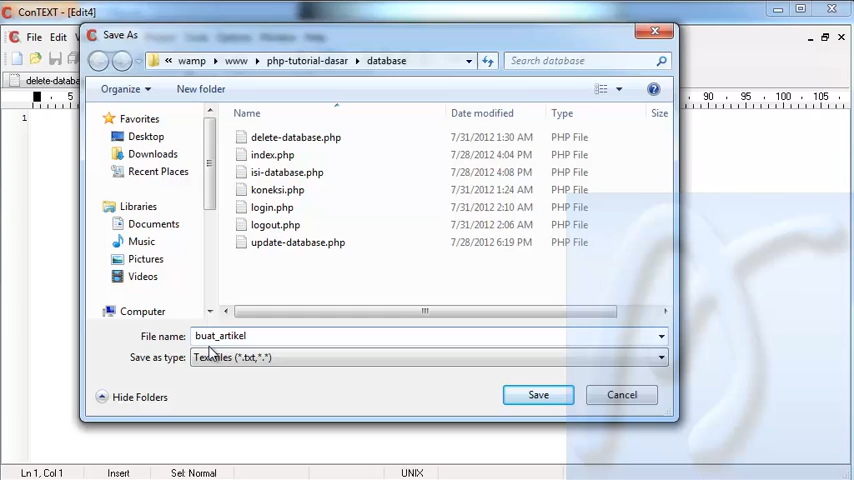 ConTEXT - [Edit4]
File Edit
delete-databa
5
90 95 100 105
1
Save As
« wamp www php-tutorial-dasar database
Search database
Organize New folder
Favorites
Desktop
Downloads
Recent Places
Libraries
Documents
Music
Pictures
Videos
Computer
Name Date modified Type Size
delete-database.php 7/31/2012 1:30 AM PHP File
index.php 7/28/2012 4:04 PM PHP File
isi-database.php 7/28/2012 4:08 PM PHP File
koneksi.php 7/31/2012 1:24 AM PHP File
login.php 7/31/2012 2:10 AM PHP File
logout.php 7/31/2012 2:06 AM PHP File
update-database.php 7/28/2012 6:19 PM PHP File
File name: buat_artikel
Save as type: Text files (*.txt,*.*)
Hide Folders Save Cancel
Ln 1, Col 1 Insert Sel: Normal UNIX